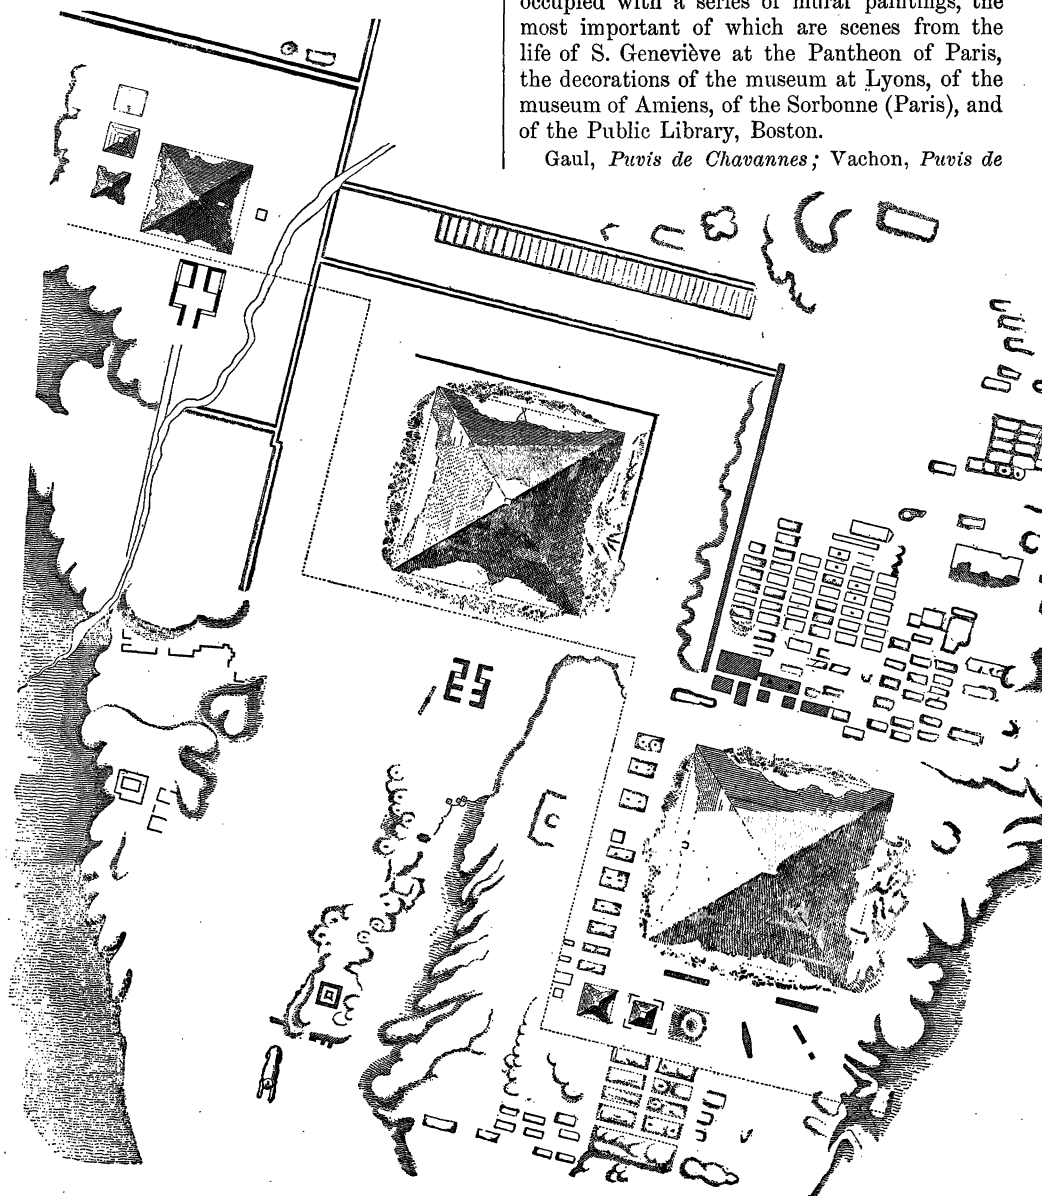 occupied with a series of mural paintings, the
most important of which are scenes from the
life of S. Geneviève at the Pantheon of Paris,
the decorations of the museum at Lyons, of the
museum of Amiens, of the Sorbonne (Paris), and
of the Public Library, Boston.
Gaul, Puvis de Chavannes; Vachon, Puvis de